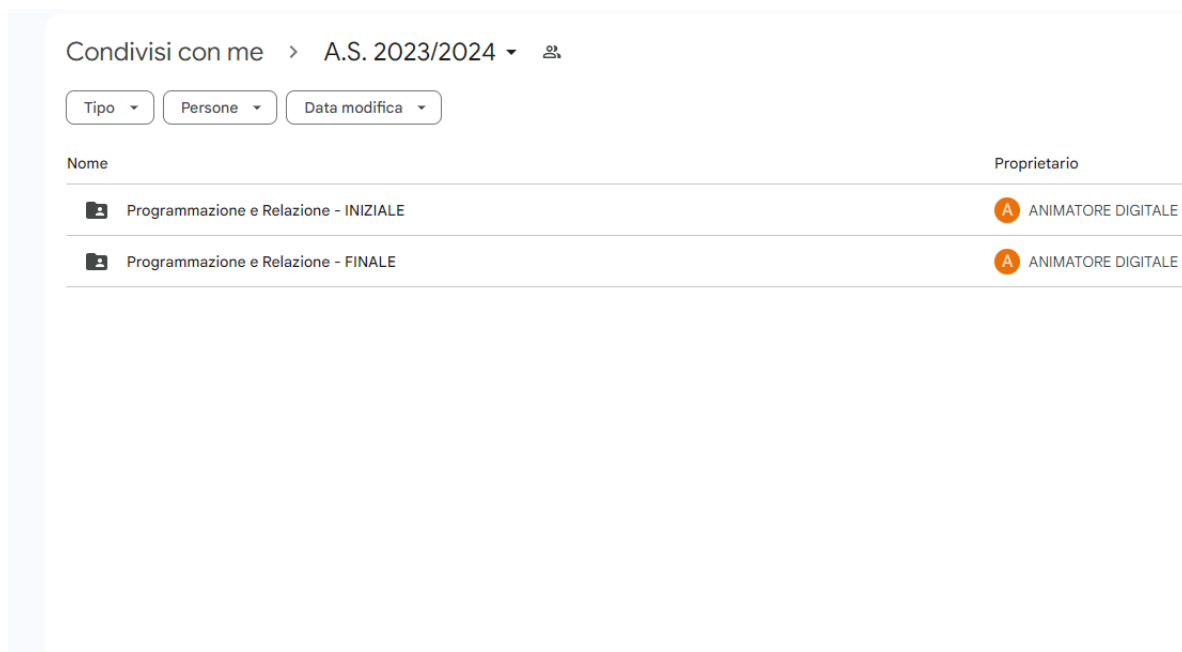 Condivisi con me > A.S. 2023/2024
Tipo Persone Data modifica
Nome Proprietario
Programmazione e Relazione - INIZIALE A ANIMATORE DIGITALE
Programmazione e Relazione - FINALE A ANIMATORE DIGITALE